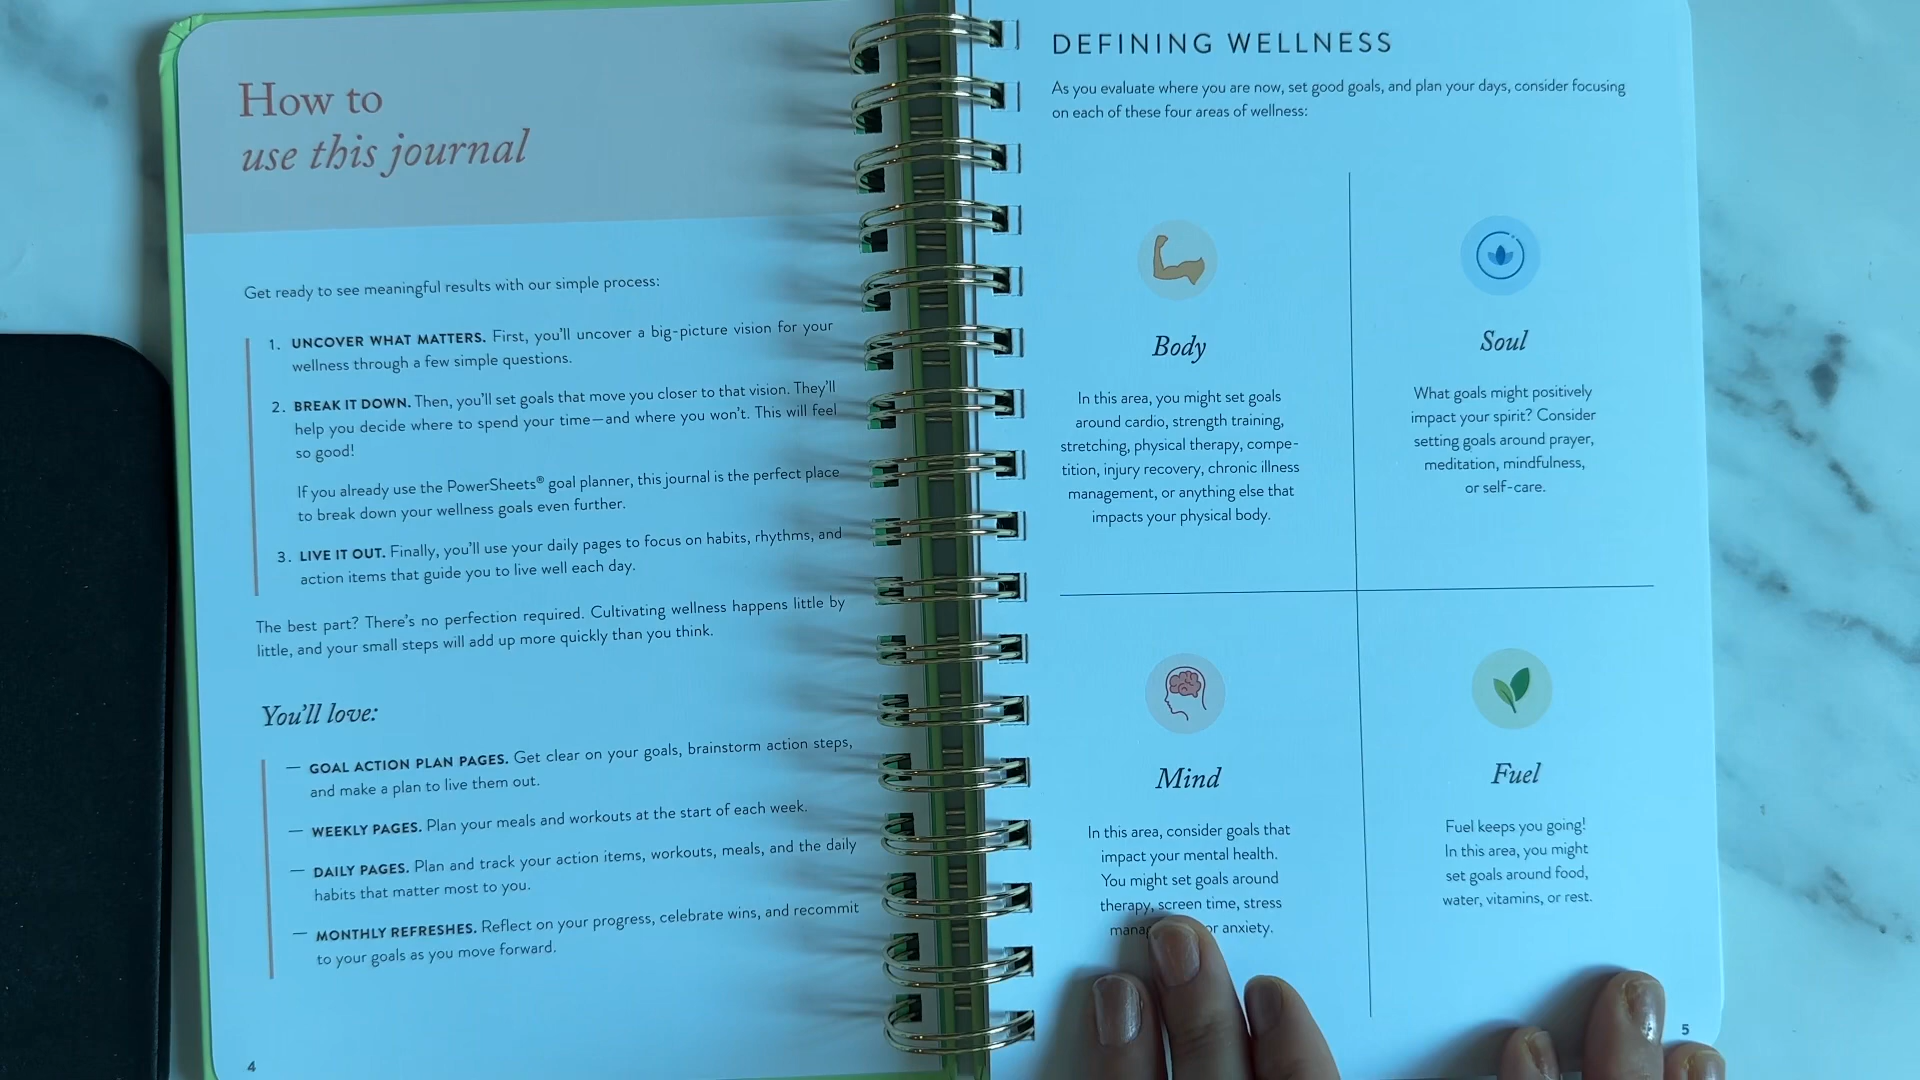 How to
use this journal
Get ready to see meaningful results with our simple process:
1. UNCOVER WHAT MATTERS. First, you'll uncover a big-picture vision for your
wellness through a few simple questions.
2. BREAK IT DOWN. Then, you'll set goals that move you closer to that vision. They'll
help you decide where to spend your time—and where you won't. This will feel
so good!
If you already use the PowerSheets® goal planner, this journal is the perfect place
to break down your wellness goals even further.
3. LIVE IT OUT. Finally, you'll use your daily pages to focus on habits, rhythms, and
action items that guide you to live well each day.
The best part? There's no perfection required. Cultivating wellness happens little by
little, and your small steps will add up more quickly than you think.
You'll love:
— GOAL ACTION PLAN PAGES. Get clear on your goals, brainstorm action steps,
and make a plan to live them out.
— WEEKLY PAGES. Plan your meals and workouts at the start of each week.
— DAILY PAGES. Plan and track your action items, workouts, meals, and the daily
habits that matter most to you.
— MONTHLY REFRESHES. Reflect on your progress, celebrate wins, and recommit
to your goals as you move forward.
4
DEFINING WELLNESS
As you evaluate where you are now, set good goals, and plan your days, consider focusing
on each of these four areas of wellness:
Body
In this area, you might set goals
around cardio, strength training,
stretching, physical therapy, compe-
tition, injury recovery, chronic illness
management, or anything else that
impacts your physical body.
Soul
What goals might positively
impact your spirit? Consider
setting goals around prayer,
meditation, mindfulness,
or self-care.
Mind
In this area, consider goals that
impact your mental health.
You might set goals around
therapy, screen time, stress
or anxiety.
Fuel
Fuel keeps you going!
In this area, you might
set goals around food,
water, vitamins, or rest.
5